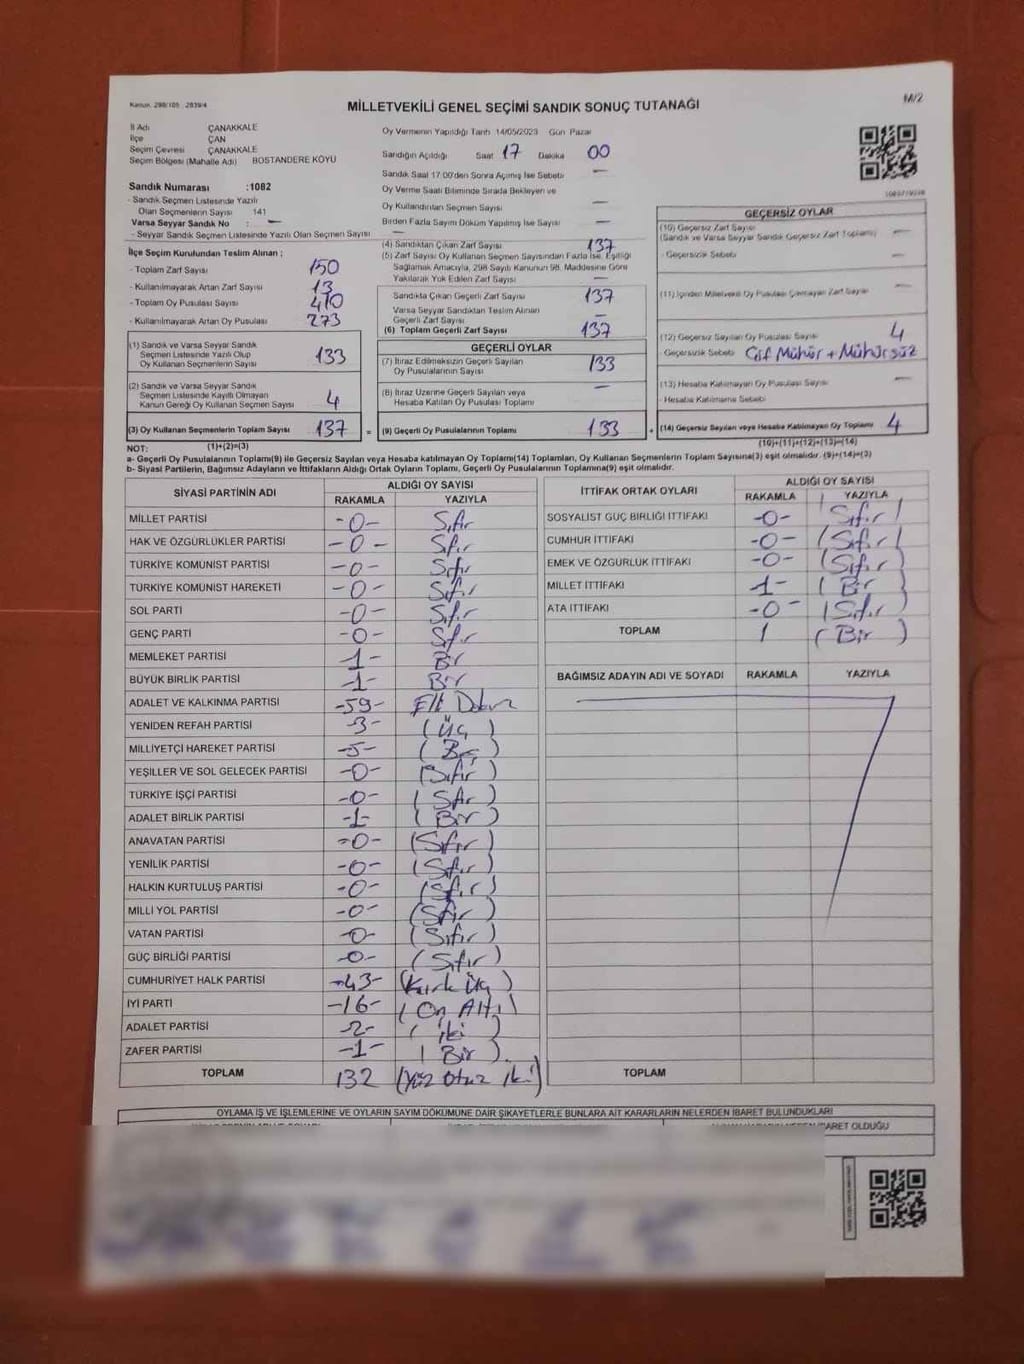 Kanun. 298/105 2839/4
MİLLETVEKİLİ GENEL SEÇİMİ SANDIK SONUÇ TUTANAĞI
M/2
İl Adı ÇANAKKALE
İlçe ÇAN
Seçim Çevresi ÇANAKKALE
Seçim Bölgesi (Mahalle Adı) BOSTANDERE KÖYÜ
Sandık Numarası :1082
- Sandık Seçmen Listesinde Yazılı
Olan Seçmenlerin Sayısı 141
Varsa Seyyar Sandık No : —
- Seyyar Sandık Seçmen Listesinde Yazılı Olan Seçmen Sayısı —
Oy Vermenin Yapıldığı Tarih 14/05/2023 Gün Pazar
Sandığın Açıldığı Saat 17 Dakika 00
Sandık Saat 17:00'den Sonra Açılmış İse Sebebi —
Oy Verme Saati Bitiminde Sırada Bekleyen ve
Oy Kullandırılan Seçmen Sayısı —
Birden Fazla Sayım Döküm Yapılmış İse Sayısı —
İlçe Seçim Kurulundan Teslim Alınan ;
- Toplam Zarf Sayısı 150
- Kullanılmayarak Artan Zarf Sayısı 13
- Toplam Oy Pusulası Sayısı 410
- Kullanılmayarak Artan Oy Pusulası 273
(1) Sandık ve Varsa Seyyar Sandık
Seçmen Listesinde Yazılı Olup
Oy Kullanan Seçmenlerin Sayısı 133
(2) Sandık ve Varsa Seyyar Sandık
Seçmen Listesinde Kayıtlı Olmayan
Kanun Gereği Oy Kullanan Seçmen Sayısı 4
(3) Oy Kullanan Seçmenlerin Toplam Sayısı 137 =
(4) Sandıktan Çıkan Zarf Sayısı 137
(5) Zarf Sayısı Oy Kullanan Seçmen Sayısından Fazla İse, Eşitliği
Sağlamak Amacıyla, 298 Sayılı Kanunun 98. Maddesine Göre
Yakılarak Yok Edilen Zarf Sayısı —
Sandıkta Çıkan Geçerli Zarf Sayısı 137
Varsa Seyyar Sandıktan Teslim Alınan
Geçerli Zarf Sayısı —
(6) Toplam Geçerli Zarf Sayısı 137
GEÇERLİ OYLAR
(7) İtiraz Edilmeksizin Geçerli Sayılan
Oy Pusulalarının Sayısı 133
(8) İtiraz Üzerine Geçerli Sayılan veya
Hesaba Katılan Oy Pusulası Toplamı —
(9) Geçerli Oy Pusulalarının Toplamı 133 +
GEÇERSİZ OYLAR
(10) Geçersiz Zarf Sayısı
(Sandık ve Varsa Seyyar Sandık Geçersiz Zarf Toplamı) —
- Geçersizlik Sebebi —
(11) İçinden Milletvekili Oy Pusulası Çıkmayan Zarf Sayısı —
(12) Geçersiz Sayılan Oy Pusulası Sayısı 4
- Geçersizlik Sebebi Çift Mühür + Mühürsüz
(13) Hesaba Katılmayan Oy Pusulası Sayısı —
- Hesaba Katılmama Sebebi
(14) Geçersiz Sayılan veya Hesaba Katılmayan Oy Toplamı 4
NOT: (1)+(2)=(3) (10)+(11)+(12)+(13)=(14)
a- Geçerli Oy Pusulalarının Toplamı(9) ile Geçersiz Sayılan veya Hesaba katılmayan Oy Toplamı(14) Toplamları, Oy Kullanan Seçmenlerin Toplam Sayısına(3) eşit olmalıdır. (9)+(14)=(3)
b- Siyasi Partilerin, Bağımsız Adayların ve İttifakların Aldığı Ortak Oyların Toplamı, Geçerli Oy Pusulalarının Toplamına(9) eşit olmalıdır.
SİYASİ PARTİNİN ADI ALDIĞI OY SAYISI
RAKAMLA YAZIYLA
MİLLET PARTİSİ -0- Sıfır
HAK VE ÖZGÜRLÜKLER PARTİSİ -0- Sıfır
TÜRKİYE KOMÜNİST PARTİSİ -0- Sıfır
TÜRKİYE KOMÜNİST HAREKETİ -0- Sıfır
SOL PARTİ -0- Sıfır
GENÇ PARTİ -0- Sıfır
MEMLEKET PARTİSİ -1- Bir
BÜYÜK BİRLİK PARTİSİ -1- Bir
ADALET VE KALKINMA PARTİSİ -59- Elli Dokuz
YENİDEN REFAH PARTİSİ -3- (Üç)
MİLLİYETÇİ HAREKET PARTİSİ -5- (Beş)
YEŞİLLER VE SOL GELECEK PARTİSİ -0- (Sıfır)
TÜRKİYE İŞÇİ PARTİSİ -0- (Sıfır)
ADALET BİRLİK PARTİSİ -1- (Bir)
ANAVATAN PARTİSİ -0- (Sıfır)
YENİLİK PARTİSİ -0- (Sıfır)
HALKIN KURTULUŞ PARTİSİ -0- (Sıfır)
MİLLİ YOL PARTİSİ -0- (Sıfır)
VATAN PARTİSİ -0- (Sıfır)
GÜÇ BİRLİĞİ PARTİSİ -0- (Sıfır)
CUMHURİYET HALK PARTİSİ -43- (Kırk Üç)
İYİ PARTİ -16- (On Altı)
ADALET PARTİSİ -2- (iki)
ZAFER PARTİSİ -1- (Bir)
TOPLAM 132 (Yüz Otuz iki)
İTTİFAK ORTAK OYLARI ALDIĞI OY SAYISI
RAKAMLA YAZIYLA
SOSYALİST GÜÇ BİRLİĞİ İTTİFAKI -0- (Sıfır)
CUMHUR İTTİFAKI -0- (Sıfır)
EMEK VE ÖZGÜRLÜK İTTİFAKI -0- (Sıfır)
MİLLET İTTİFAKI -1- (Bir)
ATA İTTİFAKI -0- (Sıfır)
TOPLAM 1 (Bir)
BAĞIMSIZ ADAYIN ADI VE SOYADI RAKAMLA YAZIYLA
TOPLAM
OYLAMA İŞ VE İŞLEMLERİNE VE OYLARIN SAYIM DÖKÜMÜNE DAİR ŞİKAYETLERLE BUNLARA AİT KARARLARIN NELERDEN İBARET BULUNDUKLARI
İBARET OLDUĞU